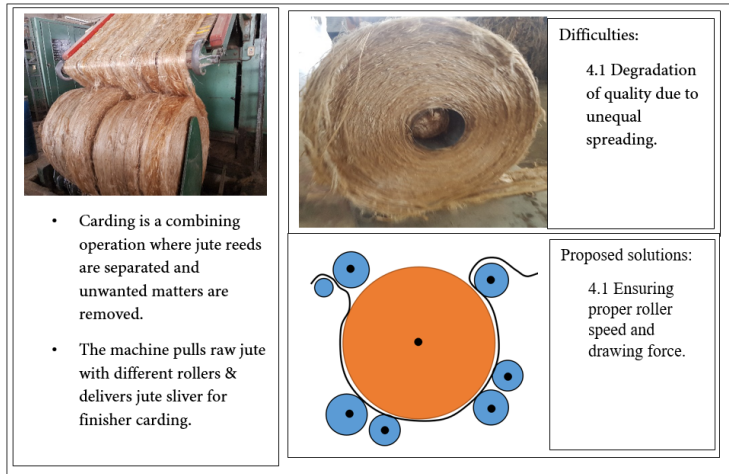 • Carding is a combining
operation where jute reeds
are separated and
unwanted matters are
removed.
• The machine pulls raw jute
with different rollers &
delivers jute sliver for
finisher carding.
Difficulties:
4.1 Degradation
of quality due to
unequal
spreading.
Proposed solutions:
4.1 Ensuring
proper roller
speed and
drawing force.